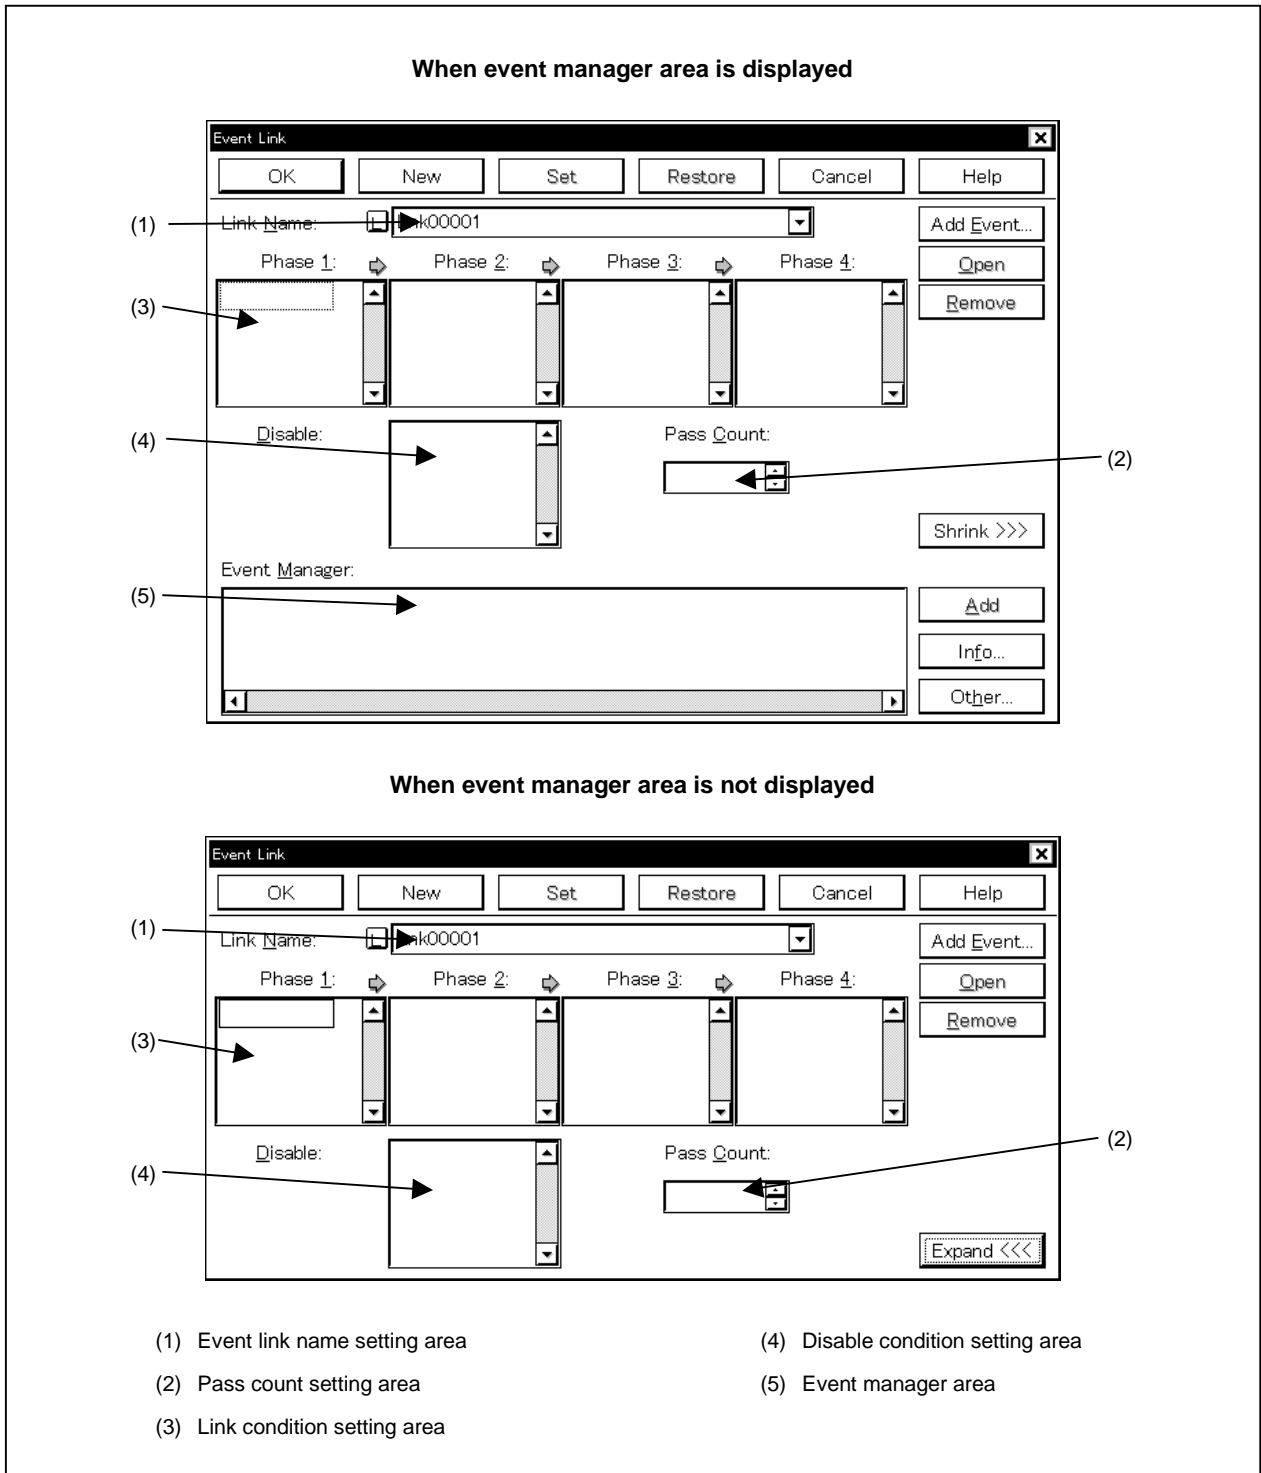 When event manager area is displayed
Event Link
OK New Set Restore Cancel Help
(1) Link Name: L nk00001 Add Event...
Phase 1: Phase 2: Phase 3: Phase 4: Open
(3) Remove
(4) Disable: Pass Count: (2)
Shrink >>>
Event Manager:
(5) Add
Info...
Other...
When event manager area is not displayed
Event Link
OK New Set Restore Cancel Help
(1) Link Name: L nk00001 Add Event...
Phase 1: Phase 2: Phase 3: Phase 4: Open
(3) Remove
(4) Disable: Pass Count: (2)
Expand <<<
(1) Event link name setting area
(2) Pass count setting area
(3) Link condition setting area
(4) Disable condition setting area
(5) Event manager area